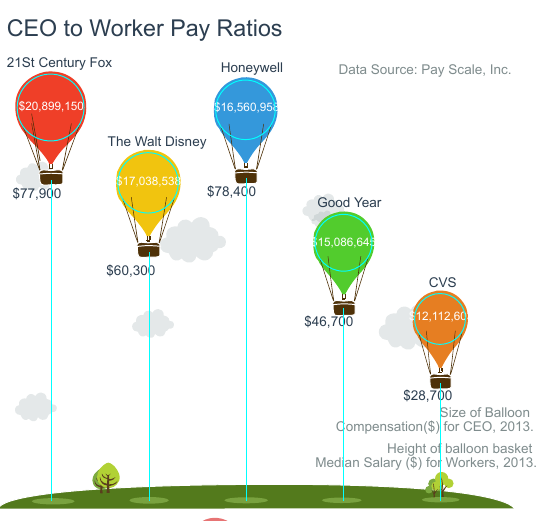 CEO to Worker Pay Ratios
21St Century Fox
Honeywell
Data Source: Pay Scale, Inc.
$20,899,150
$16,560,958
The Walt Disney
$17,038,538
$77,900
$78,400
Good Year
$15,086,645
$60,300
CVS
$12,112,60
$46,700
$28,700
Size of Balloon
Compensation($) for CEO, 2013.
Height of balloon basket
Median Salary ($) for Workers, 2013.